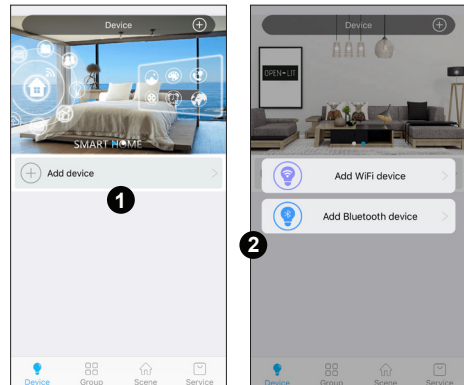 Device
SMART HOME
Add device
1
Device
Group
Scene
Service
Device
OPEN-LIT
Add WiFi device
Add Bluetooth device
2
Device
Group
Scene
Service